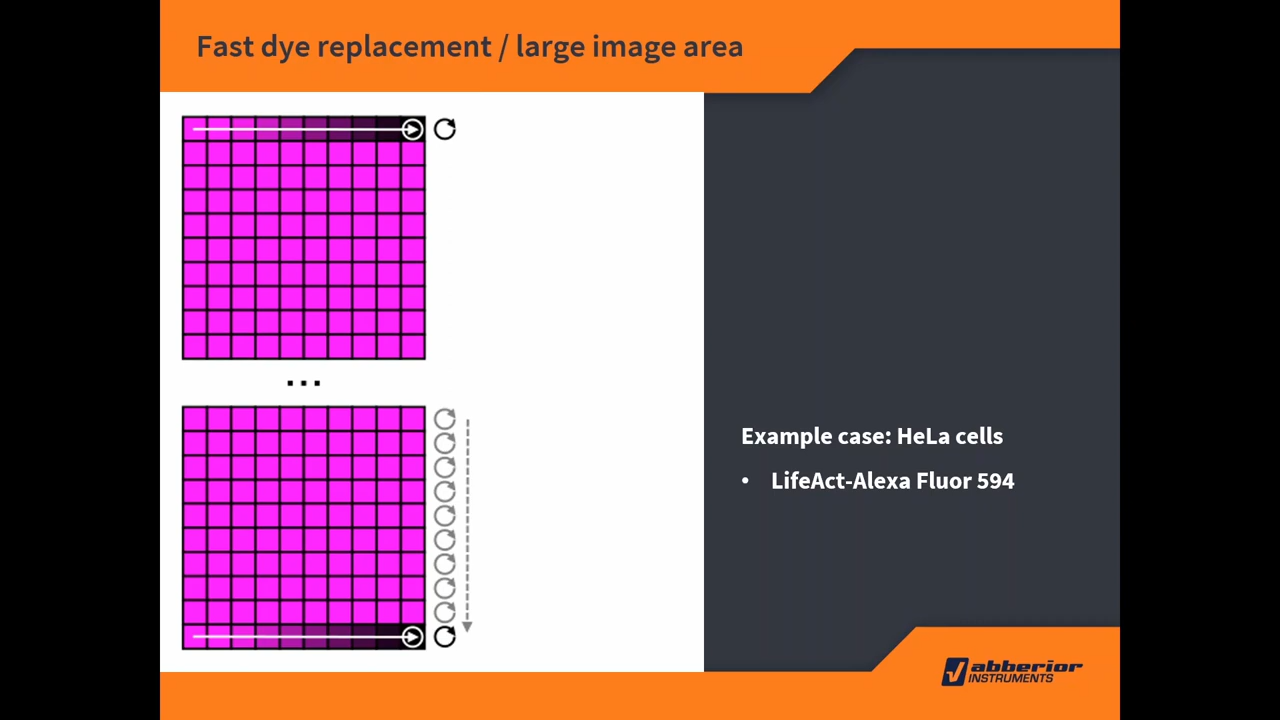 Fast dye replacement / large image area
...
Example case: HeLa cells
• LifeAct-Alexa Fluor 594
abberior
INSTRUMENTS